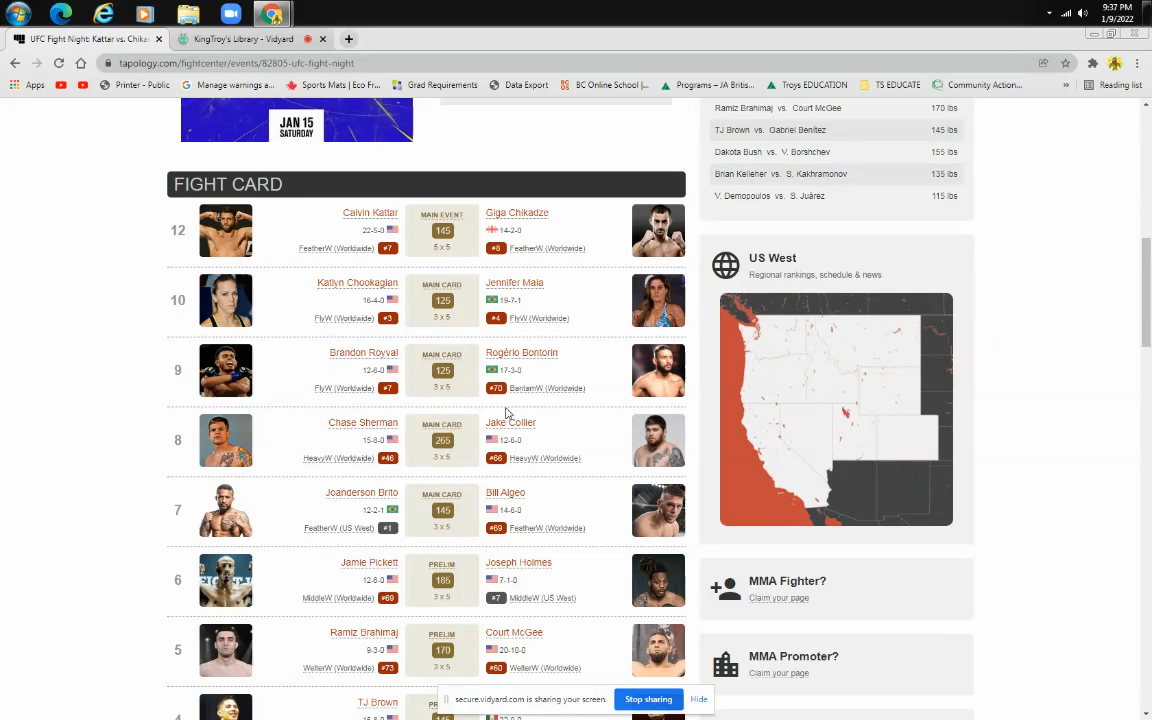 9:37 PM
1/9/2022
UFC Fight Night: Kattar vs. Chika
KingTroy's Library - Vidyard
tapology.com/fightcenter/events/82805-ufc-fight-night
Apps
Printer - Public
Manage warnings a...
Sports Mats | Eco Fr...
Grad Requirements
Data Export
BC Online School |...
Programs – JA Britis...
Troys EDUCATION
TS EDUCATE
Community Action...
Reading list
JAN 15
SATURDAY
FIGHT CARD
12
Calvin Kattar
22-5-0
FeatherW (Worldwide) #7
MAIN EVENT
145
5 x 5
Giga Chikadze
14-2-0
#8 FeatherW (Worldwide)
10
Katlyn Chookagian
16-4-0
FlyW (Worldwide) #3
MAIN CARD
125
3 x 5
Jennifer Maia
19-7-1
#4 FlyW (Worldwide)
9
Brandon Royval
12-6-0
FlyW (Worldwide) #7
MAIN CARD
125
3 x 5
Rogério Bontorin
17-3-0
#70 BantamW (Worldwide)
8
Chase Sherman
15-8-0
HeavyW (Worldwide) #46
MAIN CARD
265
3 x 5
Jake Collier
12-6-0
#66 HeavyW (Worldwide)
7
Joanderson Brito
12-2-1
FeatherW (US West) #1
MAIN CARD
145
3 x 5
Bill Algeo
14-6-0
#69 FeatherW (Worldwide)
6
Jamie Pickett
12-6-0
MiddleW (Worldwide) #69
PRELIM
185
3 x 5
Joseph Holmes
7-1-0
#7 MiddleW (US West)
5
Ramiz Brahimaj
9-3-0
WelterW (Worldwide) #73
PRELIM
170
3 x 5
Court McGee
20-10-0
#60 WelterW (Worldwide)
TJ Brown
Ramiz Brahimaj vs. Court McGee 170 lbs
TJ Brown vs. Gabriel Benítez 145 lbs
Dakota Bush vs. V. Borshchev 155 lbs
Brian Kelleher vs. S. Kakhramonov 135 lbs
V. Demopoulos vs. S. Juárez 115 lbs
US West
Regional rankings, schedule & news
MMA Fighter?
Claim your page
MMA Promoter?
Claim your page
secure.vidyard.com is sharing your screen.
Stop sharing
Hide